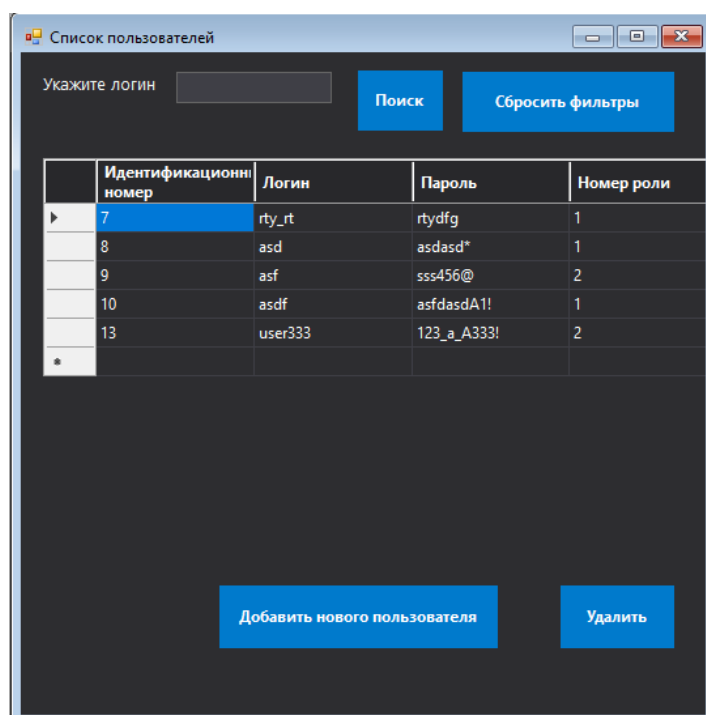 Список пользователей
Укажите логин
Поиск
Сбросить фильтры
Идентификационны
номер
Логин
Пароль
Номер роли
7 rty_rt rtydfg 1
8 asd asdasd* 1
9 asf sss456@ 2
10 asdf asfdasdA1! 1
13 user333 123_a_A333! 2
Добавить нового пользователя
Удалить